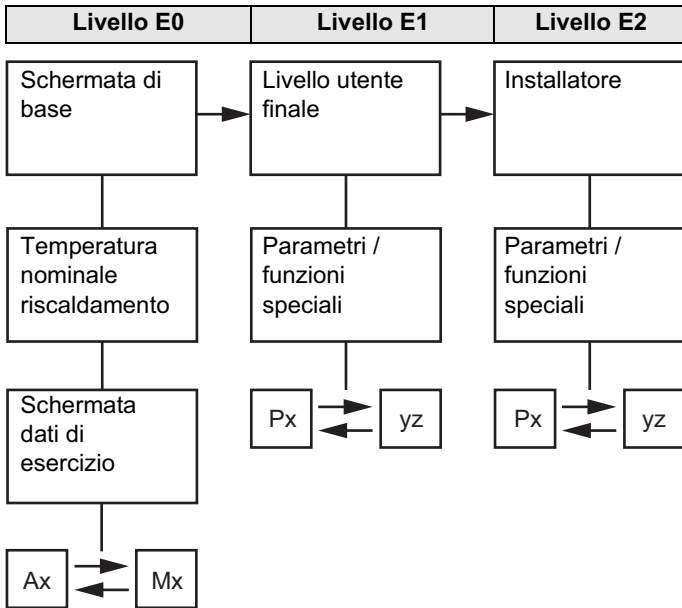 Livello E0
Livello E1
Livello E2
Schermata di
base
Livello utente
finale
Installatore
Temperatura
nominale
riscaldamento
Parametri /
funzioni
speciali
Parametri /
funzioni
speciali
Schermata
dati di
esercizio
Px
yz
Px
yz
Ax
Mx